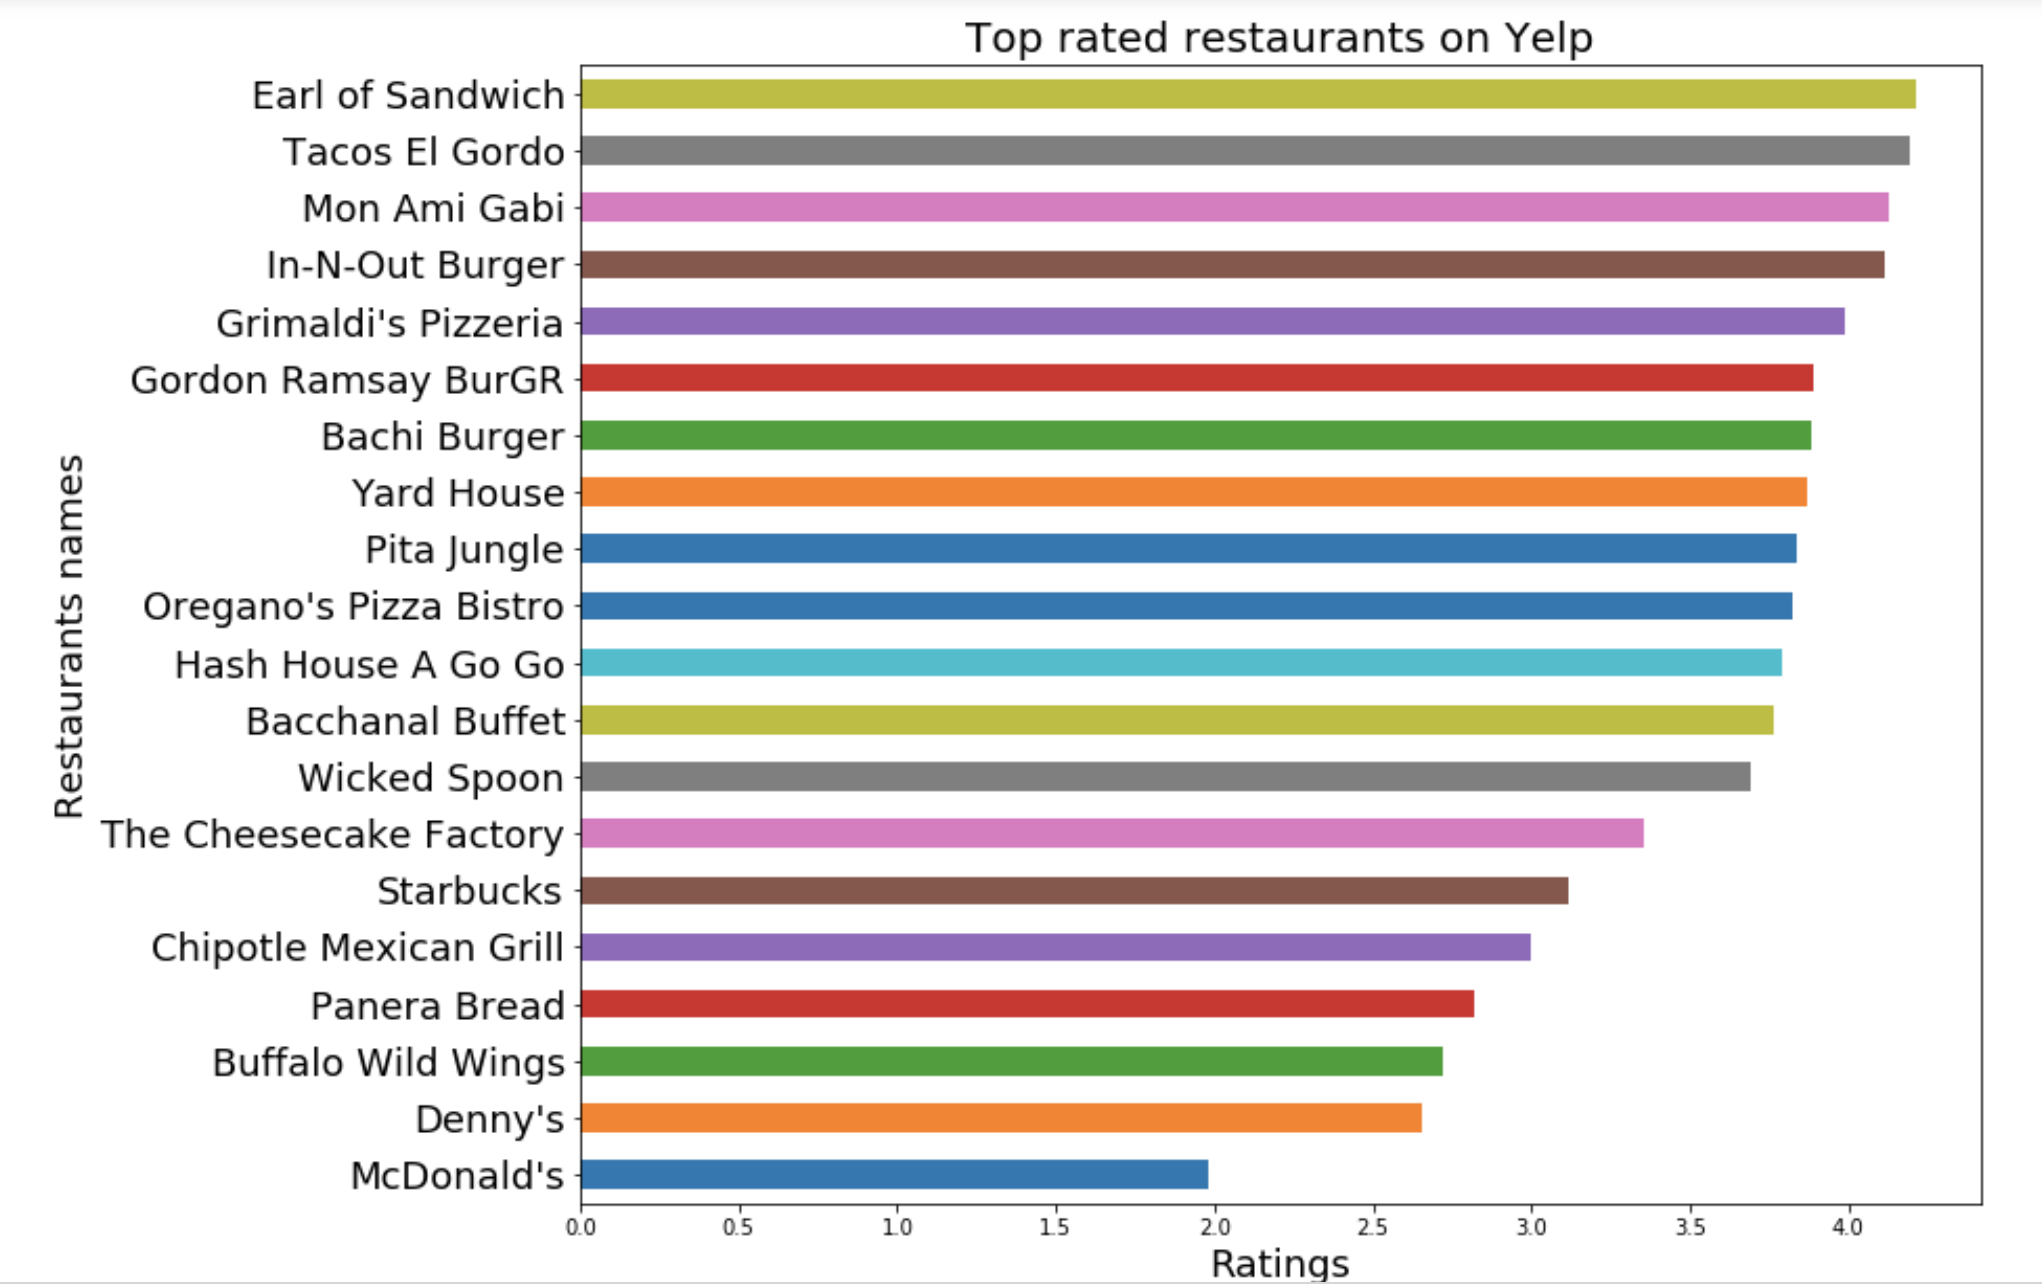 Top rated restaurants on Yelp
Restaurants names
Earl of Sandwich
Tacos El Gordo
Mon Ami Gabi
In-N-Out Burger
Grimaldi's Pizzeria
Gordon Ramsay BurGR
Bachi Burger
Yard House
Pita Jungle
Oregano's Pizza Bistro
Hash House A Go Go
Bacchanal Buffet
Wicked Spoon
The Cheesecake Factory
Starbucks
Chipotle Mexican Grill
Panera Bread
Buffalo Wild Wings
Denny's
McDonald's
0.0 0.5 1.0 1.5 2.0 2.5 3.0 3.5 4.0
Ratings